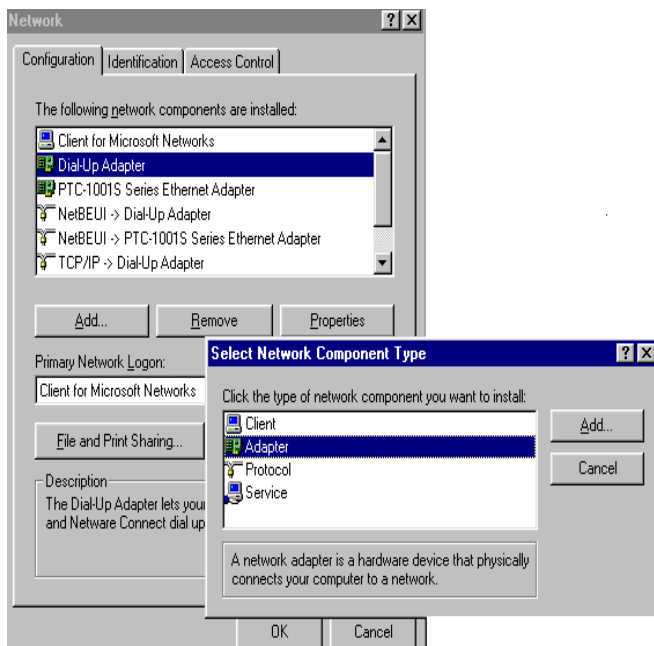 Network
Configuration Identification Access Control
The following network components are installed:
Client for Microsoft Networks
Dial-Up Adapter
PTC-1001S Series Ethernet Adapter
NetBEUI -> Dial-Up Adapter
NetBEUI -> PTC-1001S Series Ethernet Adapter
TCP/IP -> Dial-Up Adapter
Add... Remove Properties
Primary Network Logon:
Client for Microsoft Networks
File and Print Sharing...
Description
The Dial-Up Adapter lets you
and Netware Connect dial up
OK Cancel
Select Network Component Type
Click the type of network component you want to install:
Client
Adapter
Protocol
Service
Add...
Cancel
A network adapter is a hardware device that physically
connects your computer to a network.